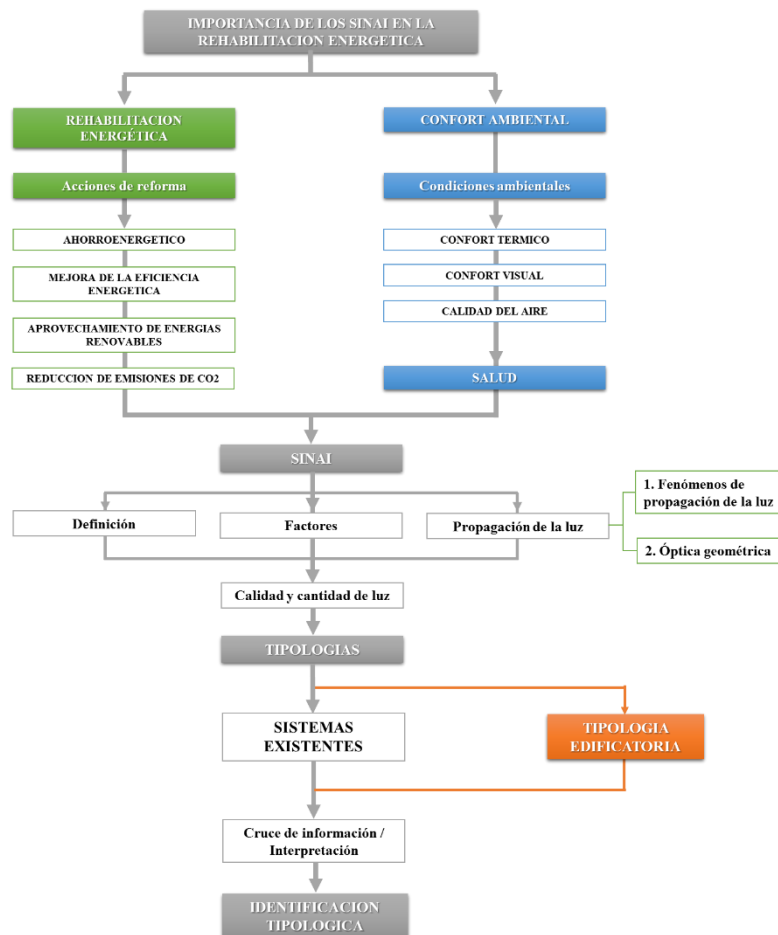 IMPORTANCIA DE LOS SINAI EN LA
REHABILITACION ENERGETICA
REHABILITACION
ENERGÉTICA
CONFORT AMBIENTAL
Acciones de reforma
Condiciones ambientales
AHORROENERGETICO
CONFORT TERMICO
MEJORA DE LA EFICIENCIA
ENERGETICA
CONFORT VISUAL
CALIDAD DEL AIRE
APROVECHAMIENTO DE ENERGIAS
RENOVABLES
REDUCCION DE EMISIONES DE CO2
SALUD
SINAI
Definición
Factores
Propagación de la luz
1. Fenómenos de
propagación de la luz
2. Óptica geométrica
Calidad y cantidad de luz
TIPOLOGIAS
SISTEMAS
EXISTENTES
TIPOLOGIA
EDIFICATORIA
Cruce de información /
Interpretación
IDENTIFICACION
TIPOLOGICA